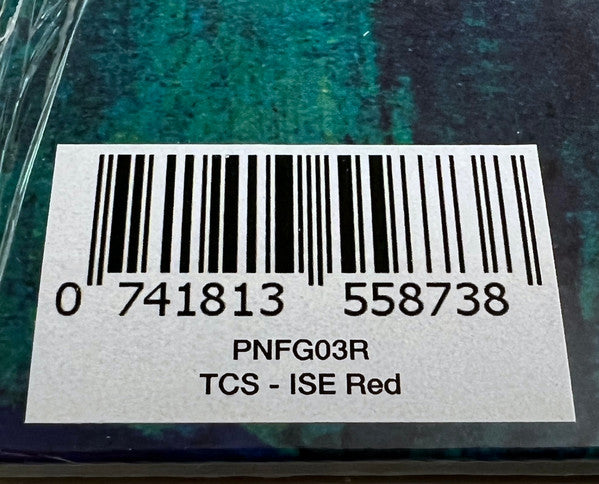 0 741813 558738
PNFG03R
TCS - ISE Red